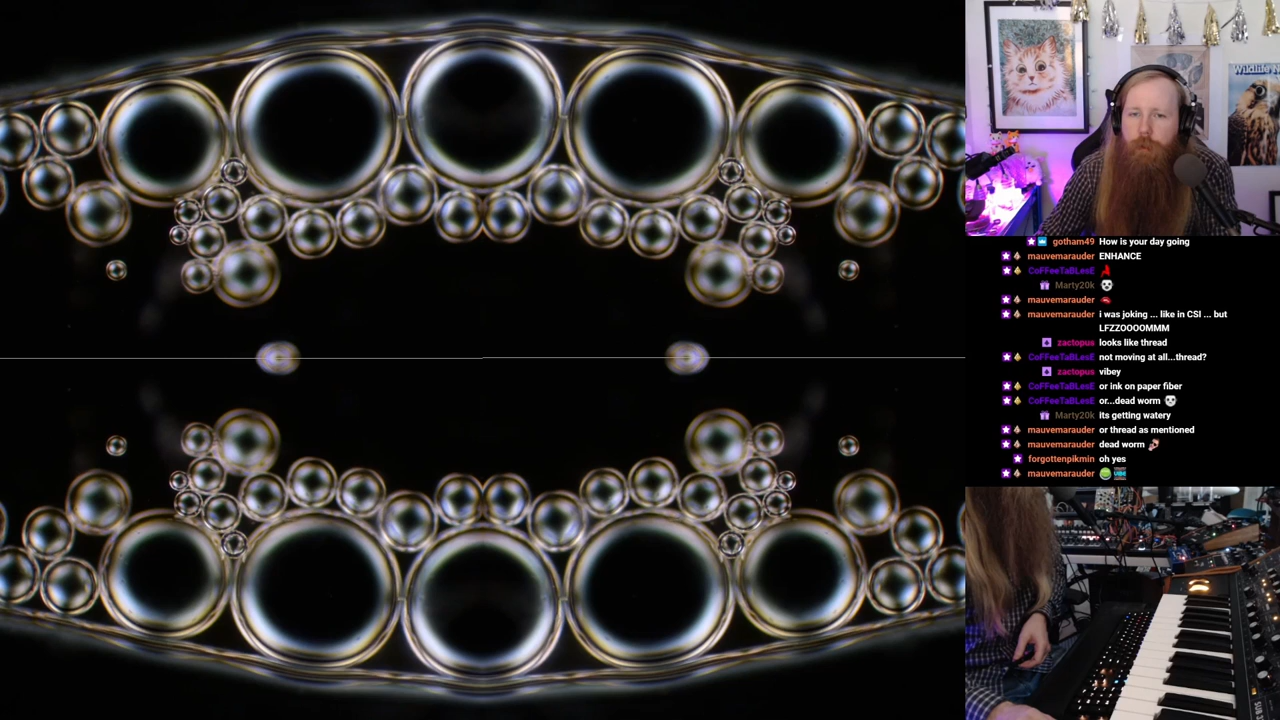 Wildlife N
gotham49 How is your day going
mauvemarauder ENHANCE
CoFFeeTaBLesE
Marty20k
mauvemarauder
mauvemarauder i was joking ... like in CSI ... but
LFZZOOOOMMM
zactopus looks like thread
CoFFeeTaBLesE not moving at all...thread?
zactopus vibey
CoFFeeTaBLesE or ink on paper fiber
CoFFeeTaBLesE or...dead worm
Marty20k its getting watery
mauvemarauder or thread as mentioned
mauvemarauder dead worm
forgottenpikmin oh yes
mauvemarauder